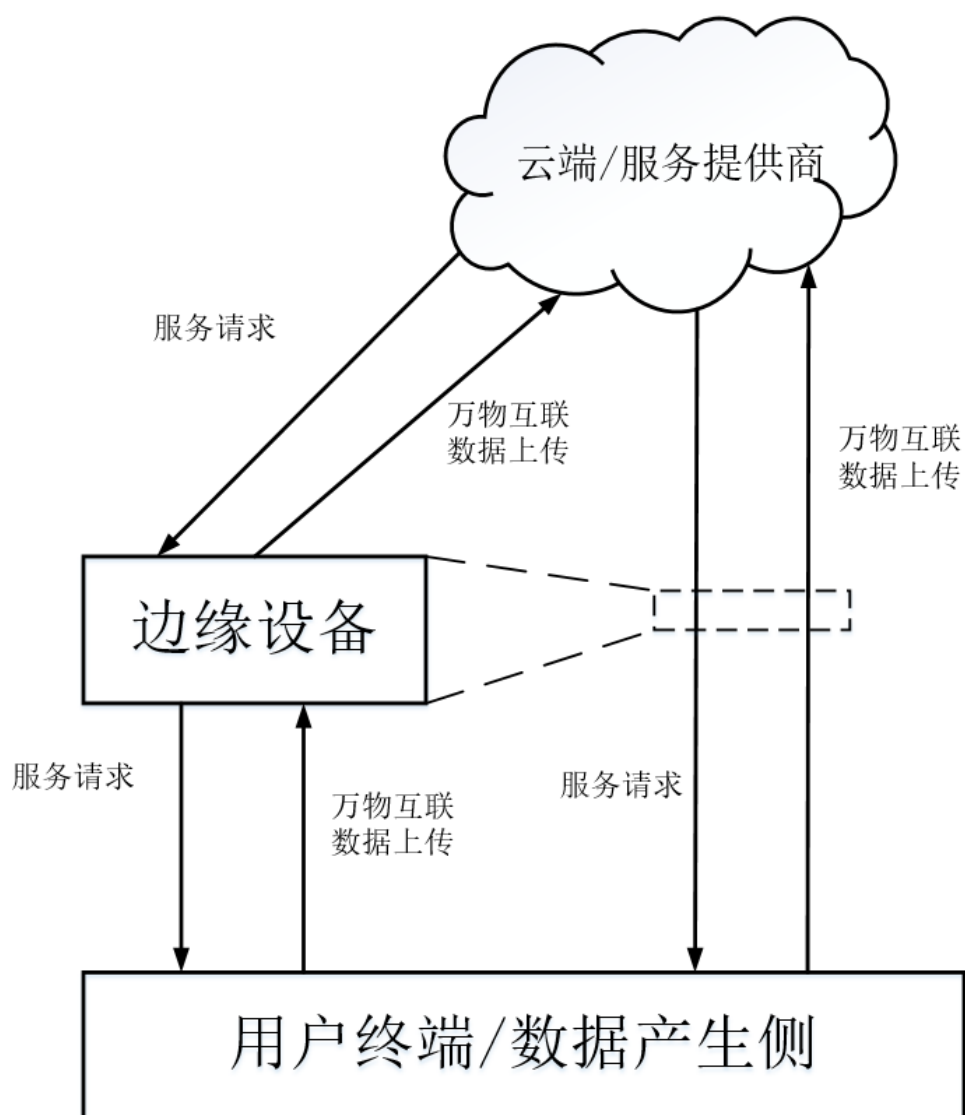 云端/服务提供商
服务请求
万物互联
数据上传
万物互联
数据上传
边缘设备
服务请求
万物互联
数据上传
服务请求
用户终端/数据产生侧